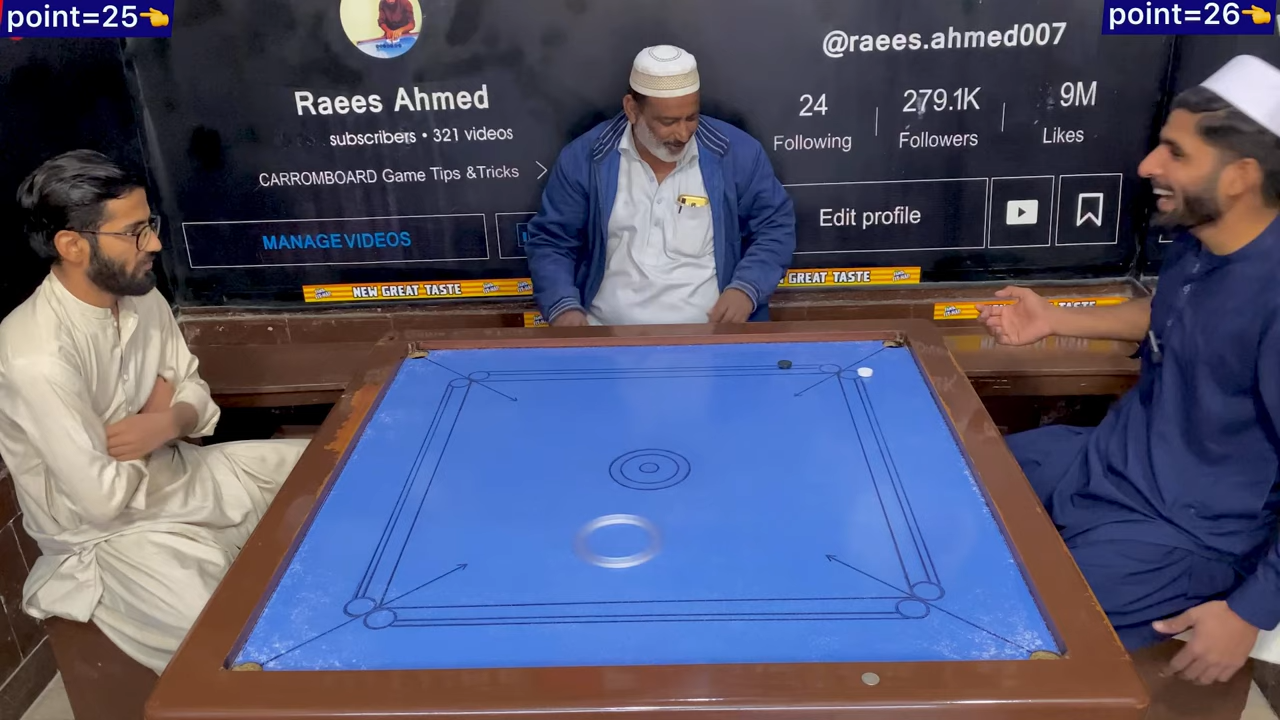 point=25👈
point=26👈
@raees.ahmed007
Raees Ahmed
subscribers • 321 videos
24
279.1K
9M
Following
Followers
Likes
CARROMBOARD Game Tips &Tricks
MANAGE VIDEOS
Edit profile
NEW GREAT TASTE
GREAT TASTE
TASTE